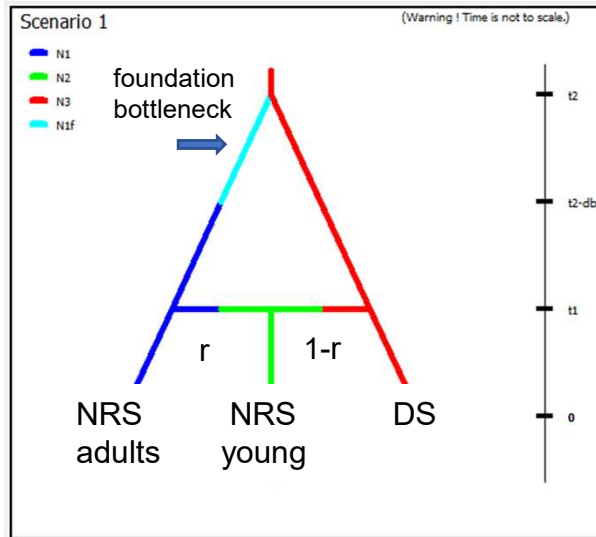 Scenario 1
(Warning ! Time is not to scale.)
N1
N2
N3
N1f
foundation
bottleneck
t2
t2-db
t1
r
1-r
0
NRS
adults
NRS
young
DS